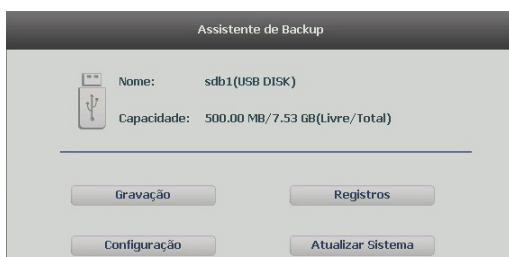 Assistente de Backup
Nome: sdb1(USB DISK)
Capacidade: 500.00 MB/7.53 GB(Livre/Total)
Gravação Registros
Configuração Atualizar Sistema